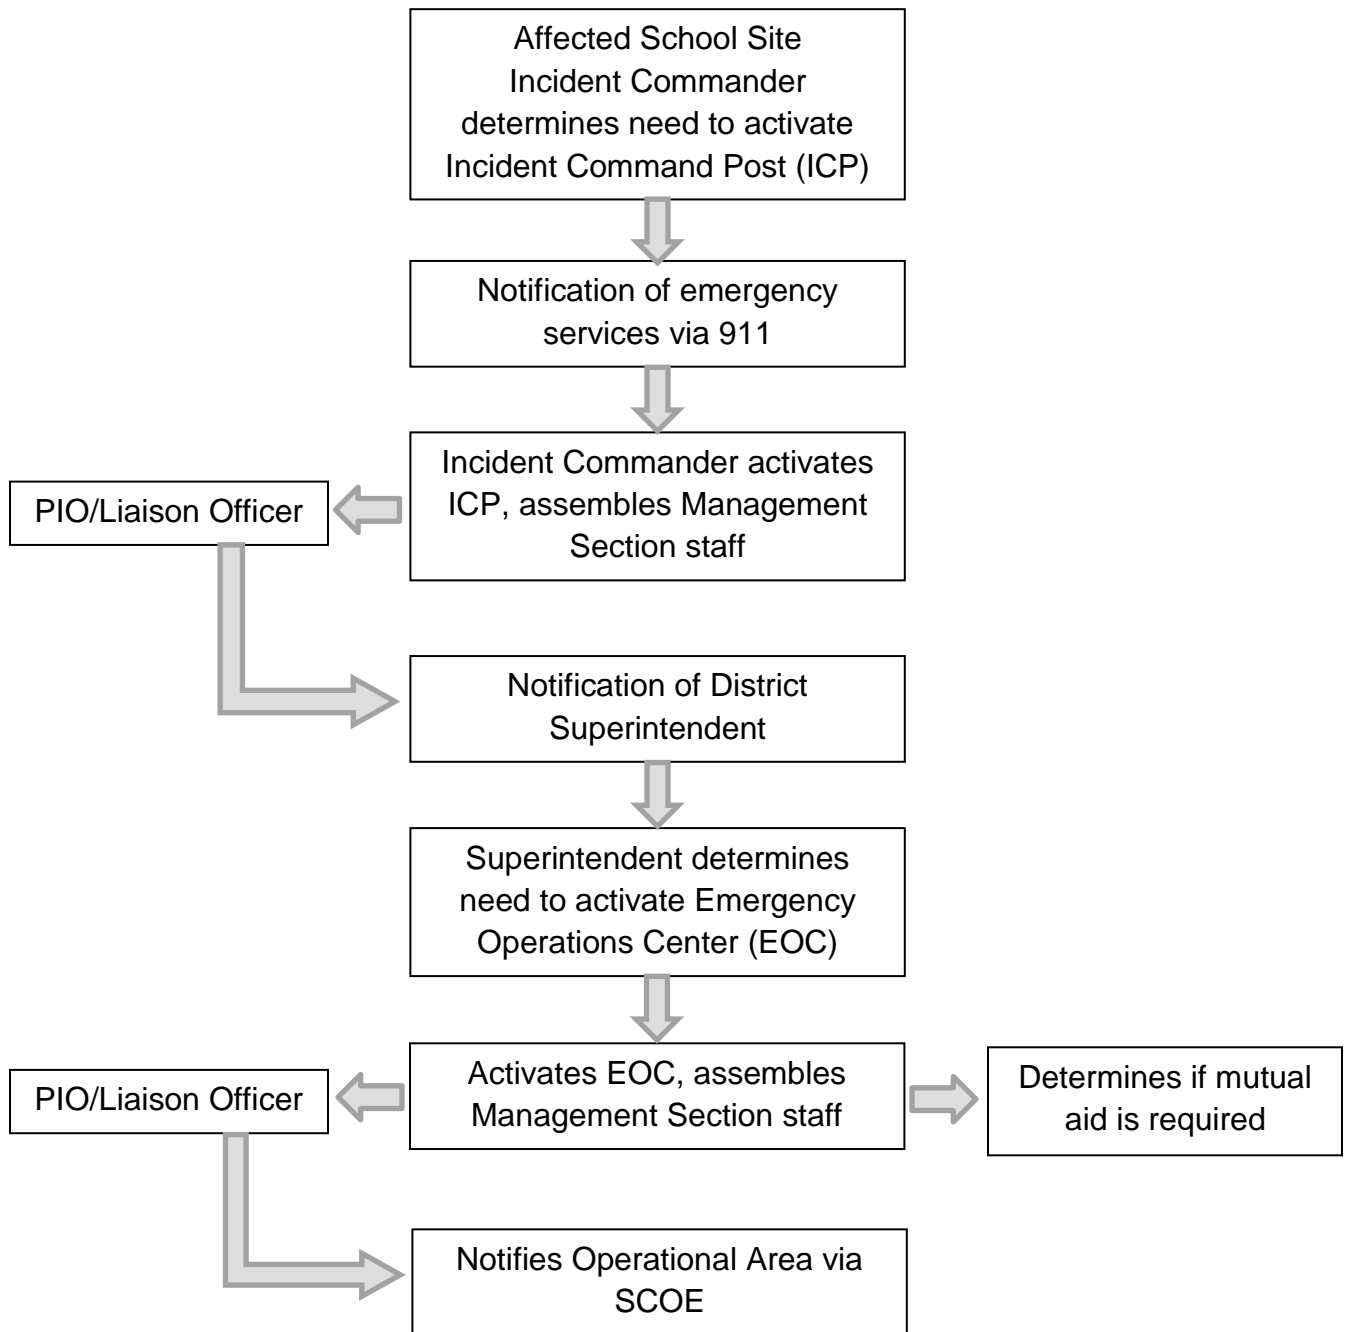 Affected School Site
Incident Commander
determines need to activate
Incident Command Post (ICP)
Notification of emergency
services via 911
Incident Commander activates
ICP, assembles Management
Section staff
PIO/Liaison Officer
Notification of District
Superintendent
Superintendent determines
need to activate Emergency
Operations Center (EOC)
Activates EOC, assembles
Management Section staff
PIO/Liaison Officer
Determines if mutual
aid is required
Notifies Operational Area via
SCOE